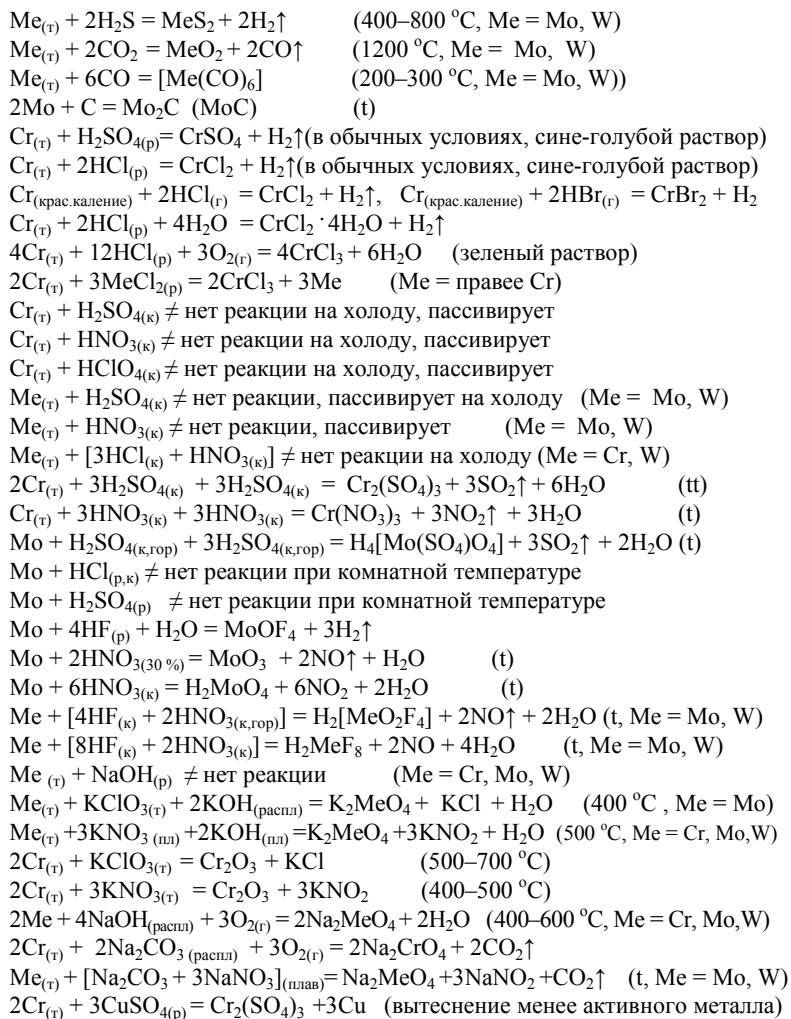 Me(т) + 2H₂S = MeS₂ + 2H₂↑ (400–800 °C, Me = Mo, W)
Me(т) + 2CO₂ = MeO₂ + 2CO↑ (1200 °C, Me = Mo, W)
Me(т) + 6CO = [Me(CO)₆] (200–300 °C, Me = Mo, W))
2Mo + C = Mo₂C (MoC) (t)
Cr(т) + H₂SO₄(р)= CrSO₄ + H₂↑(в обычных условиях, сине-голубой раствор)
Cr(т) + 2HCl(р) = CrCl₂ + H₂↑(в обычных условиях, сине-голубой раствор)
Cr(крас.каление) + 2HCl(г) = CrCl₂ + H₂↑, Cr(крас.каление) + 2HBr(г) = CrBr₂ + H₂
Cr(т) + 2HCl(р) + 4H₂O = CrCl₂ · 4H₂O + H₂↑
4Cr(т) + 12HCl(р) + 3O₂(г) = 4CrCl₃ + 6H₂O (зеленый раствор)
2Cr(т) + 3MeCl₂(р) = 2CrCl₃ + 3Me (Me = правее Cr)
Cr(т) + H₂SO₄(к) ≠ нет реакции на холоду, пассивирует
Cr(т) + HNO₃(к) ≠ нет реакции на холоду, пассивирует
Cr(т) + HClO₄(к) ≠ нет реакции на холоду, пассивирует
Me(т) + H₂SO₄(к) ≠ нет реакции, пассивирует на холоду (Me = Mo, W)
Me(т) + HNO₃(к) ≠ нет реакции, пассивирует (Me = Mo, W)
Me(т) + [3HCl(к) + HNO₃(к)] ≠ нет реакции на холоду (Me = Cr, W)
2Cr(т) + 3H₂SO₄(к) + 3H₂SO₄(к) = Cr₂(SO₄)₃ + 3SO₂↑ + 6H₂O (tt)
Cr(т) + 3HNO₃(к) + 3HNO₃(к) = Cr(NO₃)₃ + 3NO₂↑ + 3H₂O (t)
Mo + H₂SO₄(к,гор) + 3H₂SO₄(к,гор) = H₄[Mo(SO₄)O₄] + 3SO₂↑ + 2H₂O (t)
Mo + HCl(р,к) ≠ нет реакции при комнатной температуре
Mo + H₂SO₄(р) ≠ нет реакции при комнатной температуре
Mo + 4HF(р) + H₂O = MoOF₄ + 3H₂↑
Mo + 2HNO₃(30 %) = MoO₃ + 2NO↑ + H₂O (t)
Mo + 6HNO₃(к) = H₂MoO₄ + 6NO₂ + 2H₂O (t)
Me + [4HF(к) + 2HNO₃(к,гор)] = H₂[MeO₂F₄] + 2NO↑ + 2H₂O (t, Me = Mo, W)
Me + [8HF(к) + 2HNO₃(к)] = H₂MeF₈ + 2NO + 4H₂O (t, Me = Mo, W)
Me (т) + NaOH(р) ≠ нет реакции (Me = Cr, Mo, W)
Me(т) + KClO₃(т) + 2KOH(распл) = K₂MeO₄ + KCl + H₂O (400 °C , Me = Mo)
Me(т) +3KNO₃ (пл) +2KOH(пл) =K₂MeO₄ +3KNO₂ + H₂O (500 °C, Me = Cr, Mo,W)
2Cr(т) + KClO₃(т) = Cr₂O₃ + KCl (500–700 °C)
2Cr(т) + 3KNO₃(т) = Cr₂O₃ + 3KNO₂ (400–500 °C)
2Me + 4NaOH(распл) + 3O₂(г) = 2Na₂MeO₄ + 2H₂O (400–600 °C, Me = Cr, Mo,W)
2Cr(т) + 2Na₂CO₃ (распл) + 3O₂(г) = 2Na₂CrO₄ + 2CO₂↑
Me(т) + [Na₂CO₃ + 3NaNO₃](плав)= Na₂MeO₄ +3NaNO₂ +CO₂↑ (t, Me = Mo, W)
2Cr(т) + 3CuSO₄(р) = Cr₂(SO₄)₃ +3Cu (вытеснение менее активного металла)